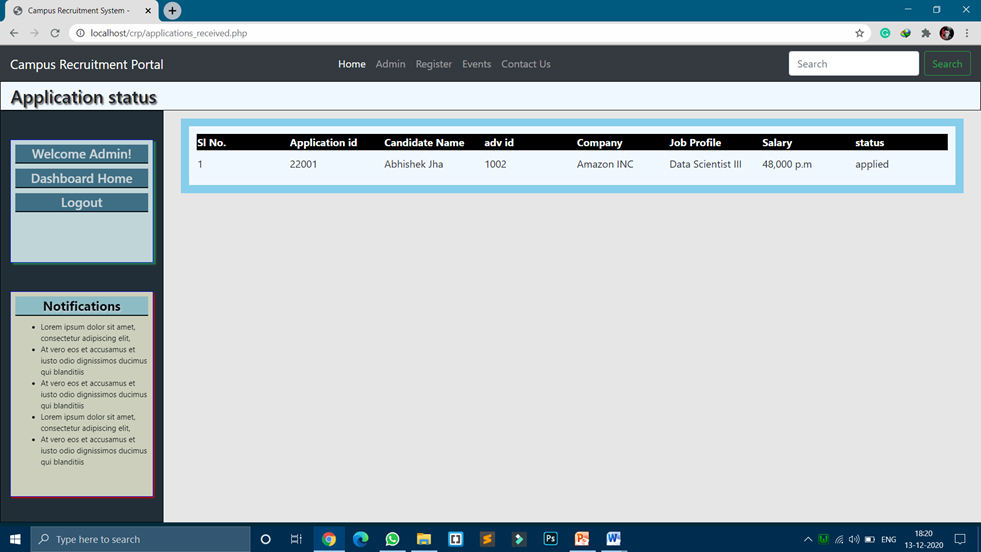 Campus Recruitment System -
localhost/crp/applications_received.php
Campus Recruitment Portal
Home Admin Register Events Contact Us
Search Search
Application status
Welcome Admin!
Dashboard Home
Logout
Sl No. Application id Candidate Name adv id Company Job Profile Salary status
1 22001 Abhishek Jha 1002 Amazon INC Data Scientist III 48,000 p.m applied
Notifications
Lorem ipsum dolor sit amet,
consectetur adipiscing elit,
At vero eos et accusamus et
iusto odio dignissimos ducimus
qui blanditiis
At vero eos et accusamus et
iusto odio dignissimos ducimus
qui blanditiis
Lorem ipsum dolor sit amet,
consectetur adipiscing elit,
At vero eos et accusamus et
iusto odio dignissimos ducimus
qui blanditiis
Type here to search
Ps
P
W
ENG
18:20
13-12-2020